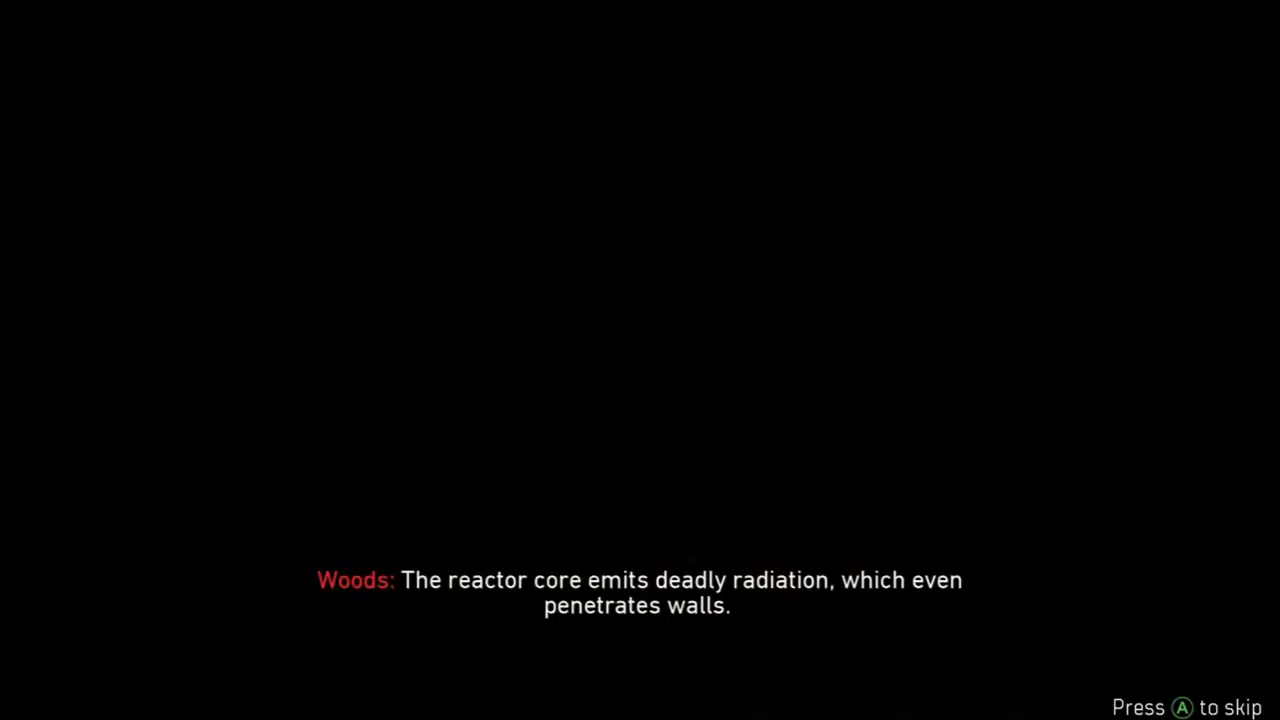 Woods: The reactor core emits deadly radiation, which even
penetrates walls.
Press A to skip